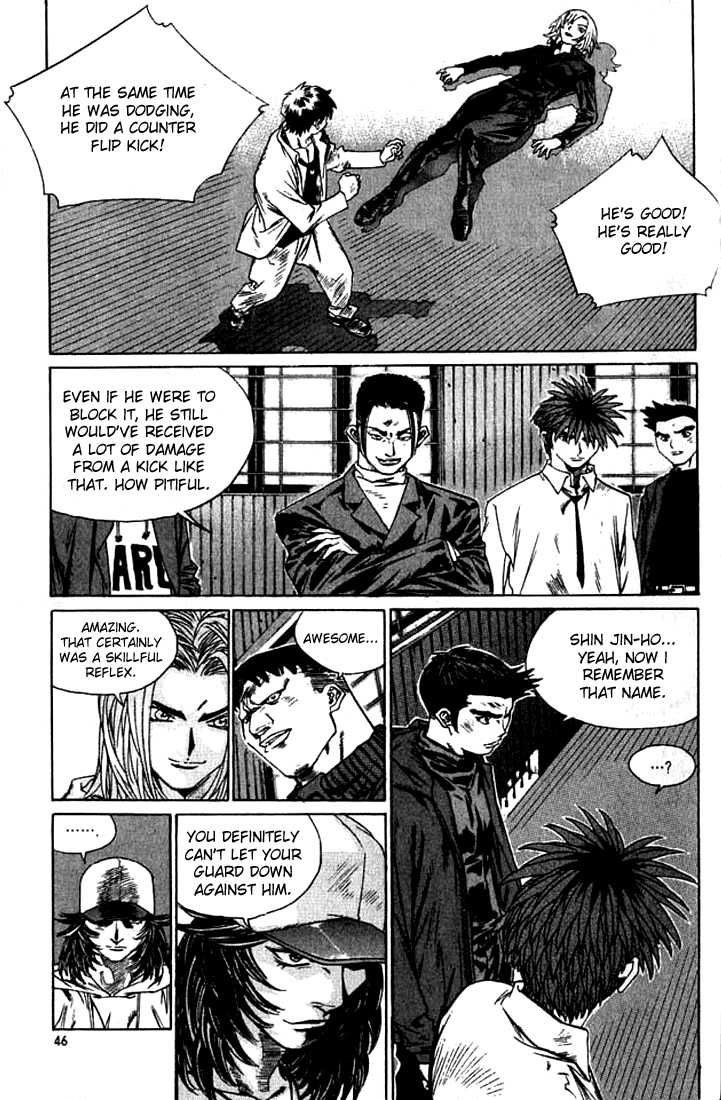 AT THE SAME TIME
HE WAS DODGING,
HE DID A COUNTER
FLIP KICK!
HE'S GOOD!
HE'S REALLY
GOOD!
EVEN IF HE WERE TO
BLOCK IT, HE STILL
WOULD'VE RECEIVED
A LOT OF DAMAGE
FROM A KICK LIKE
THAT. HOW PITIFUL.
ARE
AMAZING.
THAT CERTAINLY
WAS A SKILLFUL
REFLEX.
AWESOME...
SHIN JIN-HO...
YEAH, NOW I
REMEMBER
THAT NAME.
...?
......
YOU DEFINITELY
CAN'T LET YOUR
GUARD DOWN
AGAINST HIM.
46